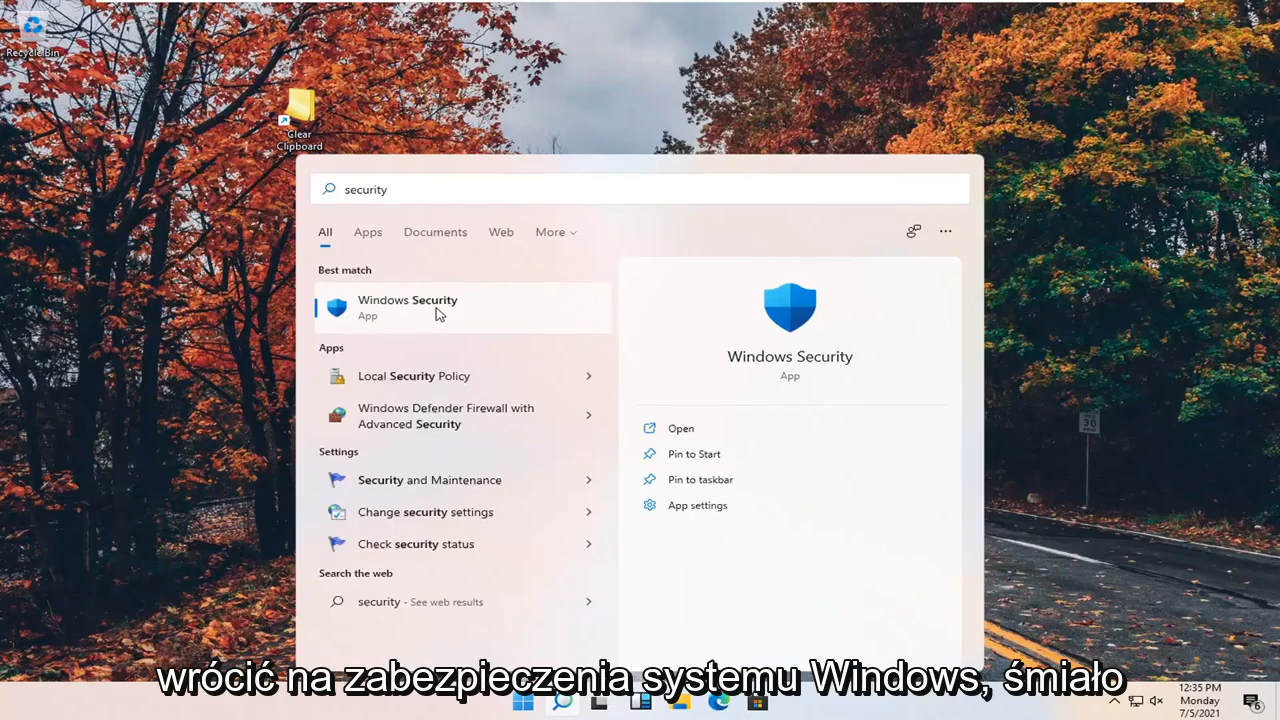 Recycle Bin
Clear
Clipboard
security
All Apps Documents Web More
Best match
Windows Security
App
Apps
Local Security Policy
Windows Defender Firewall with
Advanced Security
Settings
Security and Maintenance
Change security settings
Check security status
Search the web
security - See web results
Windows Security
App
Open
Pin to Start
Pin to taskbar
App settings
30
wrócić na zabezpieczenia systemu Windows, śmiało
12:35 PM
Monday
7/5/2021
6